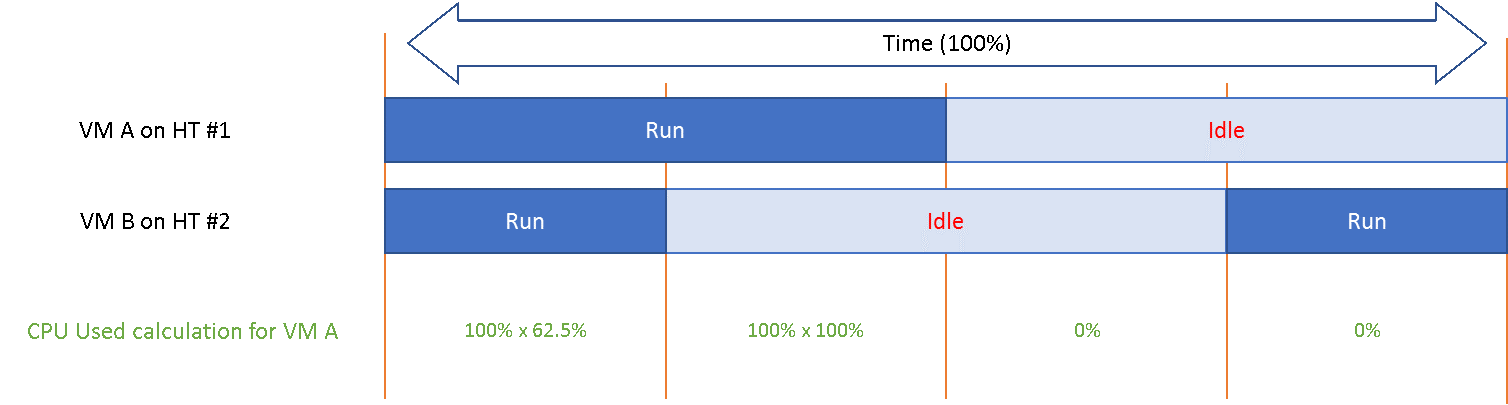 Time (100%)
VM A on HT #1
Run
Idle
VM B on HT #2
Run
Idle
Run
CPU Used calculation for VM A
100% x 62.5%
100% x 100%
0%
0%